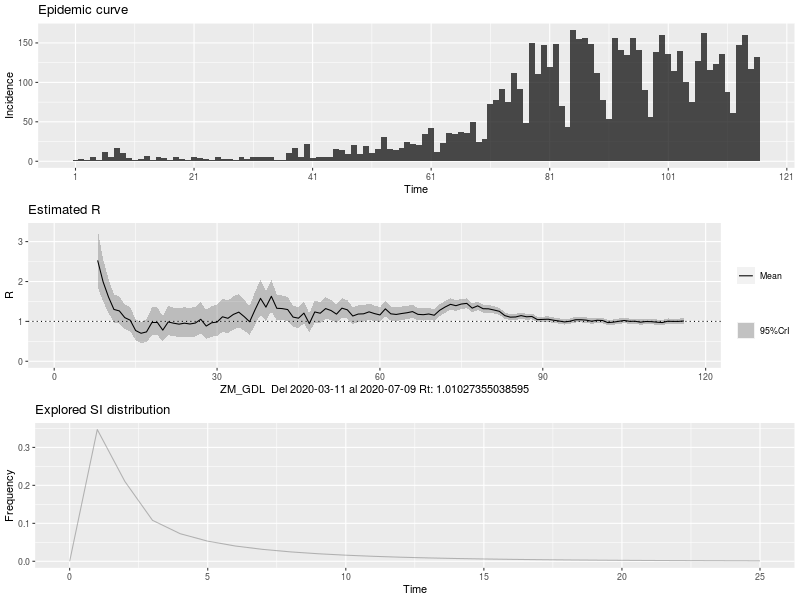 Epidemic curve
150
100
50
0
Incidence
1 21 41 61 81 101 121
Time
Estimated R
3
2
1
0
R
Mean
95%CrI
0 30 60 90 120
ZM_GDL Del 2020-03-11 al 2020-07-09 Rt: 1.01027355038595
Explored SI distribution
0.3
0.2
0.1
0.0
Frequency
0 5 10 15 20 25
Time